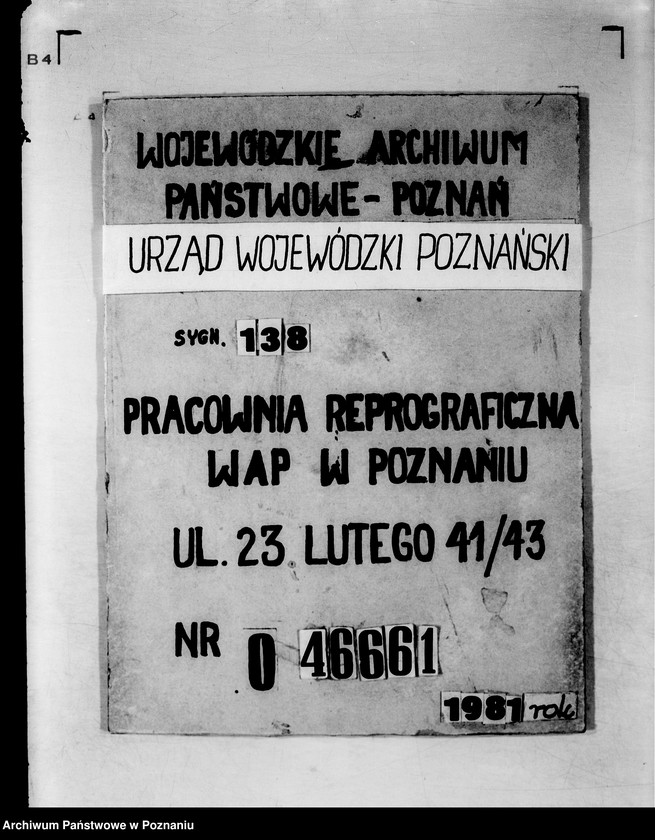 B4
WOJEWÓDZKIE ARCHIWUM
PAŃSTWOWE - POZNAŃ
URZĄD WOJEWÓDZKI POZNAŃSKI
SYGN. 138
PRACOWNIA REPROGRAFICZNA
WAP W POZNANIU
UL. 23 LUTEGO 41/43
NR 0 46661
1981 rok
Archiwum Państwowe w Poznaniu